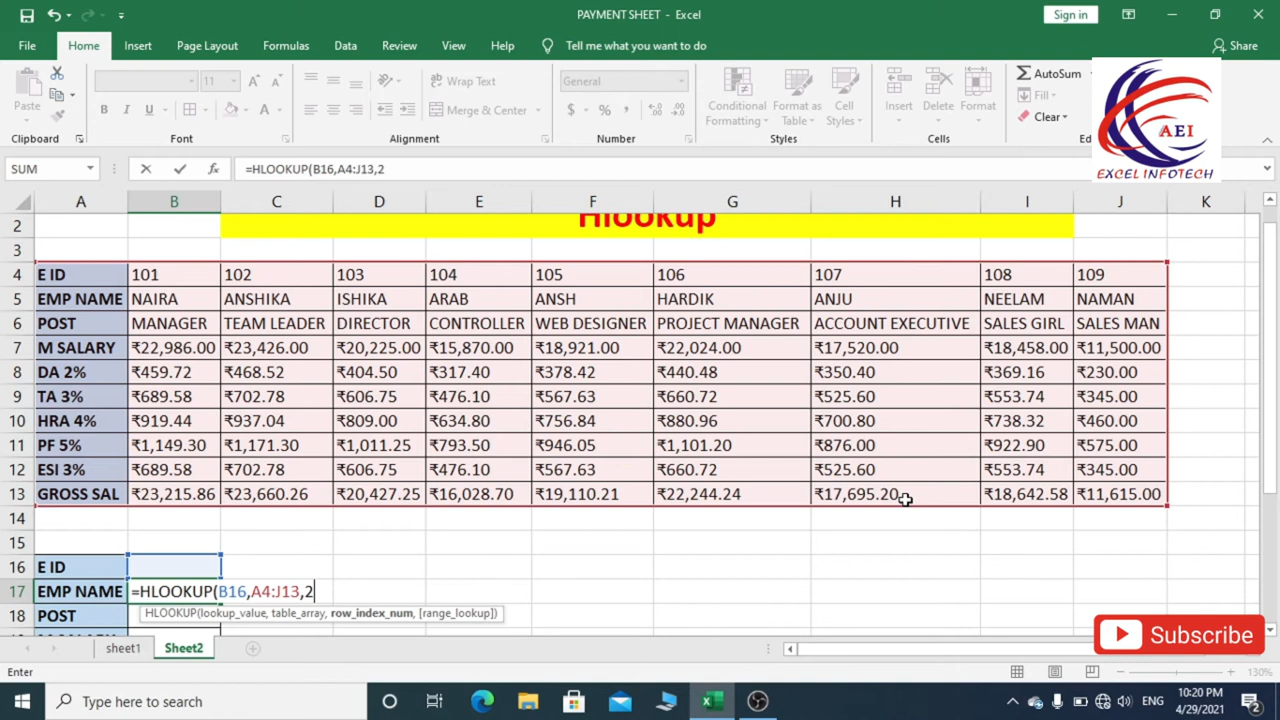 PAYMENT SHEET - Excel
Sign in
File Home Insert Page Layout Formulas Data Review View Help Tell me what you want to do Share
Paste
11
B I U A
Wrap Text
Merge & Center
General
$ % ,
Conditional Formatting
Format as Table
Cell Styles
Insert
Delete
Format
AutoSum
Fill
Clear
Clipboard Font Alignment Number Styles Cells
AEI
EXCEL INFOTECH
SUM =HLOOKUP(B16,A4:J13,2
A B C D E F G H I J K
2 Hlookup
3
4 E ID 101 102 103 104 105 106 107 108 109
5 EMP NAME NAIRA ANSHIKA ISHIKA ARAB ANSH HARDIK ANJU NEELAM NAMAN
6 POST MANAGER TEAM LEADER DIRECTOR CONTROLLER WEB DESIGNER PROJECT MANAGER ACCOUNT EXECUTIVE SALES GIRL SALES MAN
7 M SALARY ₹22,986.00 ₹23,426.00 ₹20,225.00 ₹15,870.00 ₹18,921.00 ₹22,024.00 ₹17,520.00 ₹18,458.00 ₹11,500.00
8 DA 2% ₹459.72 ₹468.52 ₹404.50 ₹317.40 ₹378.42 ₹440.48 ₹350.40 ₹369.16 ₹230.00
9 TA 3% ₹689.58 ₹702.78 ₹606.75 ₹476.10 ₹567.63 ₹660.72 ₹525.60 ₹553.74 ₹345.00
10 HRA 4% ₹919.44 ₹937.04 ₹809.00 ₹634.80 ₹756.84 ₹880.96 ₹700.80 ₹738.32 ₹460.00
11 PF 5% ₹1,149.30 ₹1,171.30 ₹1,011.25 ₹793.50 ₹946.05 ₹1,101.20 ₹876.00 ₹922.90 ₹575.00
12 ESI 3% ₹689.58 ₹702.78 ₹606.75 ₹476.10 ₹567.63 ₹660.72 ₹525.60 ₹553.74 ₹345.00
13 GROSS SAL ₹23,215.86 ₹23,660.26 ₹20,427.25 ₹16,028.70 ₹19,110.21 ₹22,244.24 ₹17,695.20 ₹18,642.58 ₹11,615.00
14
15
16 E ID
17 EMP NAME =HLOOKUP(B16,A4:J13,2
HLOOKUP(lookup_value, table_array, row_index_num, [range_lookup])
18 POST
Subscribe
sheet1 Sheet2
Enter 130%
Type here to search
ENG
10:20 PM
4/29/2021
2